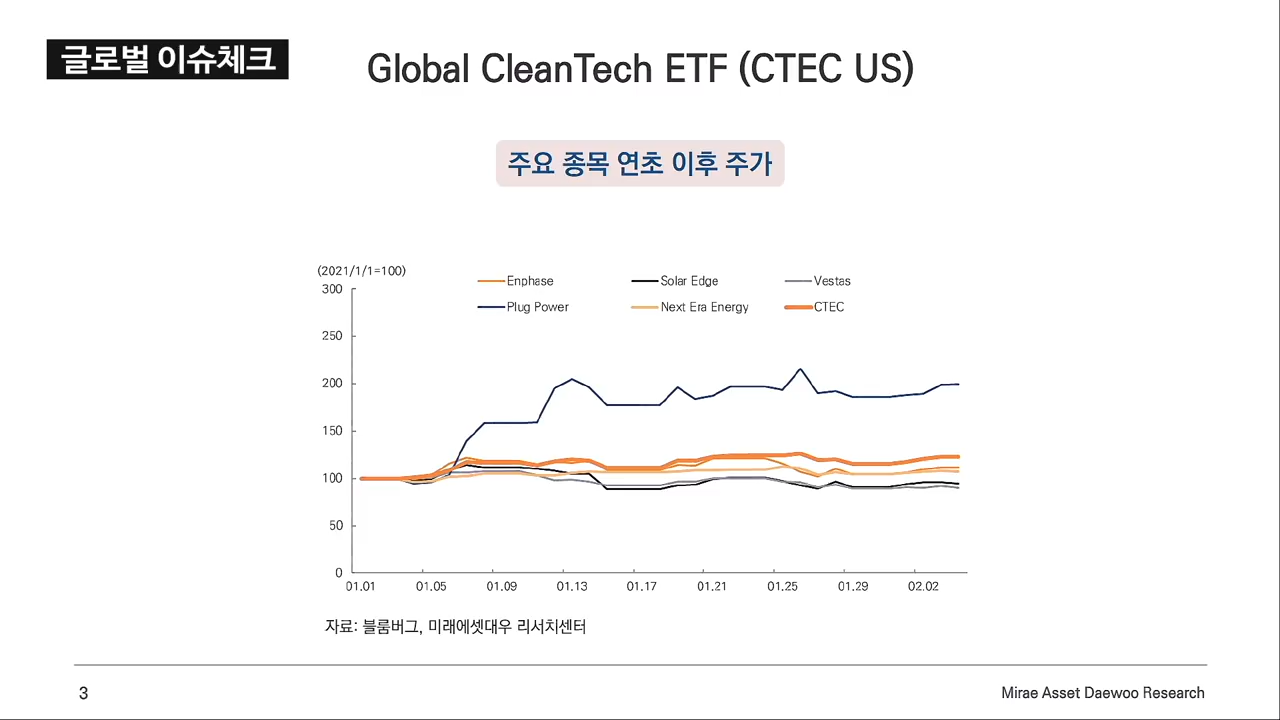 글로벌 이슈체크
Global CleanTech ETF (CTEC US)
주요 종목 연초 이후 주가
(2021/1/1=100)
Enphase Solar Edge Vestas
Plug Power Next Era Energy CTEC
300
250
200
150
100
50
0
01.01 01.05 01.09 01.13 01.17 01.21 01.25 01.29 02.02
자료: 블룸버그, 미래에셋대우 리서치센터
3
Mirae Asset Daewoo Research